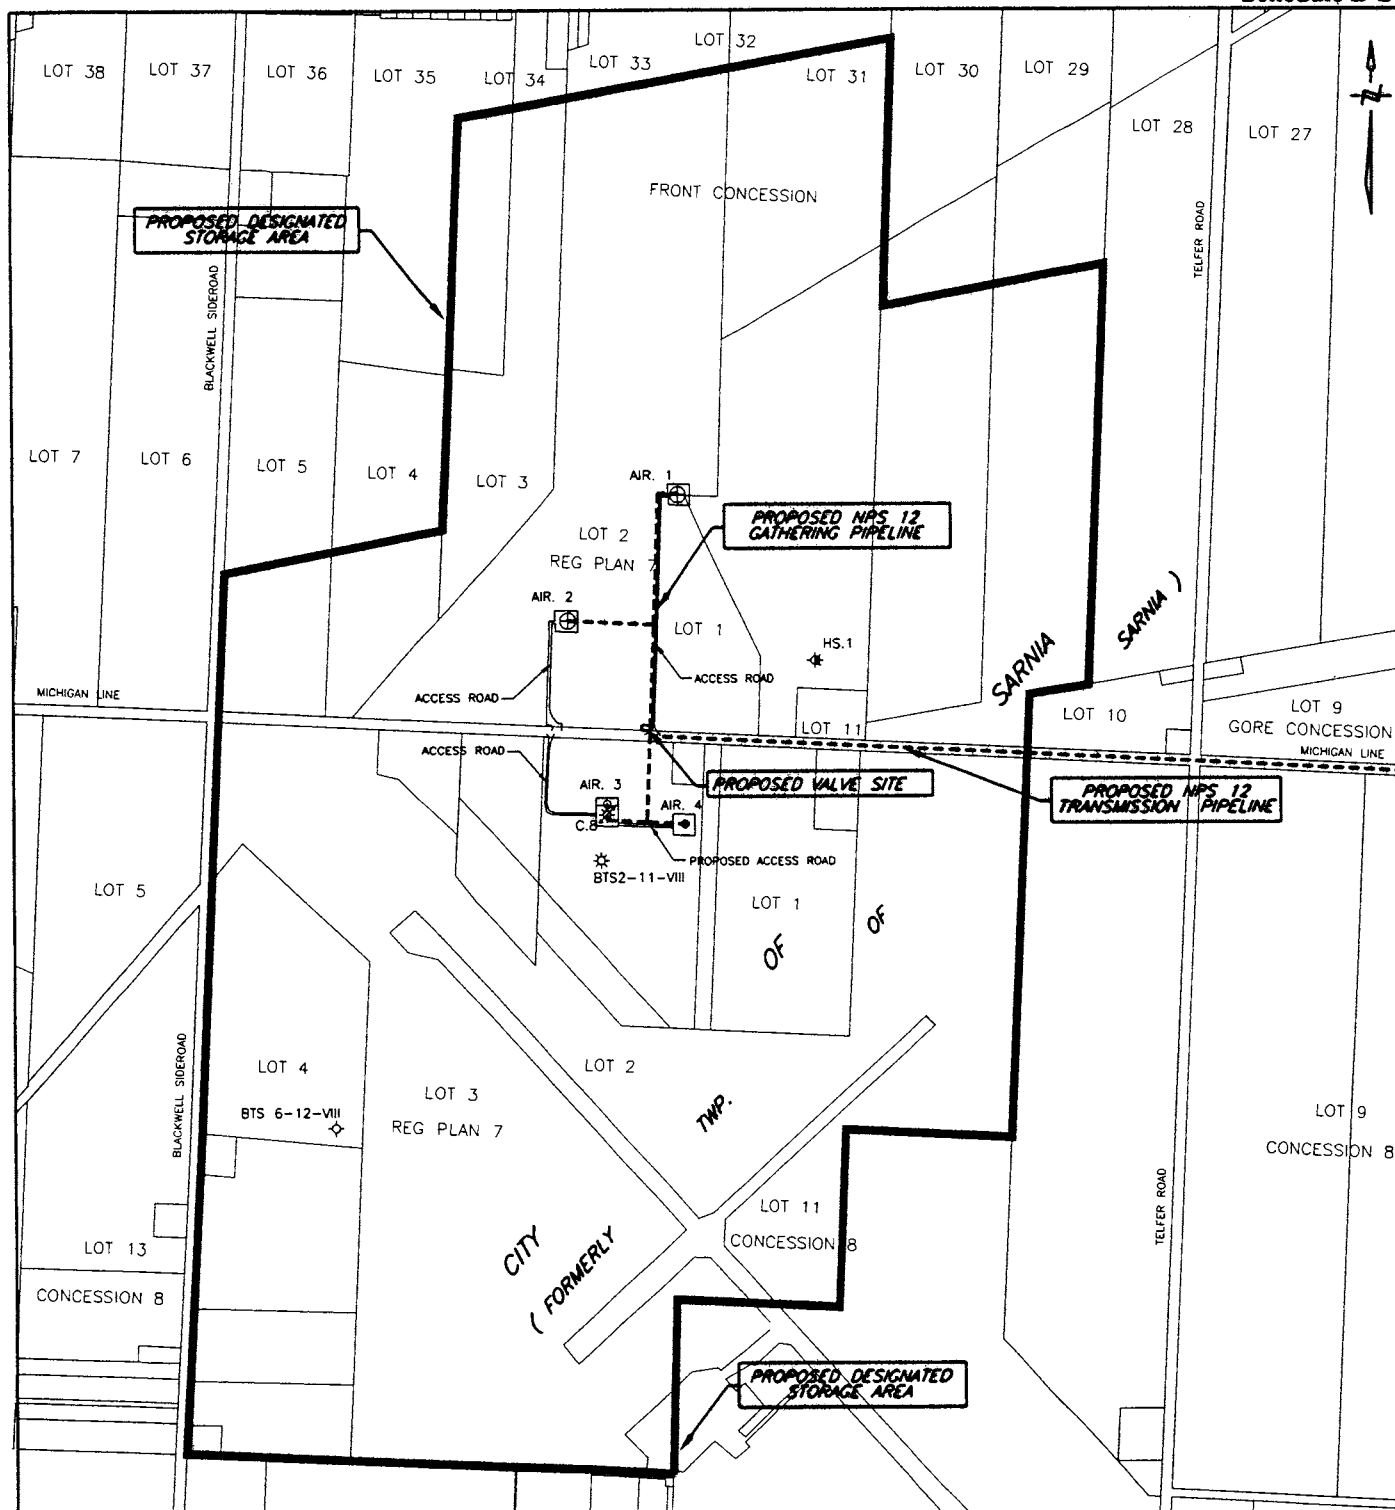 LOT 32
LOT 38
LOT 37
LOT 36
LOT 35
LOT 34
LOT 33
LOT 31
LOT 30
LOT 29
LOT 28
LOT 27
FRONT CONCESSION
PROPOSED DESIGNATED
STORAGE AREA
BLACKWELL SIDEROAD
TELFER ROAD
LOT 7
LOT 6
LOT 5
LOT 4
LOT 3
AIR. 1
PROPOSED NPS 12
GATHERING PIPELINE
LOT 2
REG PLAN 7
AIR. 2
LOT 1
HS.1
ACCESS ROAD
SARNIA
SARNIA )
MICHIGAN LINE
ACCESS ROAD
LOT 11
LOT 10
LOT 9
GORE CONCESSION
MICHIGAN LINE
ACCESS ROAD
AIR. 3
PROPOSED VALVE SITE
PROPOSED NPS 12
TRANSMISSION PIPELINE
AIR. 4
C.8
PROPOSED ACCESS ROAD
BTS2-11-VIII
LOT 5
LOT 1
OF
OF
LOT 4
LOT 2
LOT 3
BTS 6-12-VIII
REG PLAN 7
TWP.
BLACKWELL SIDEROAD
LOT 9
CONCESSION 8
TELFER ROAD
LOT 11
CONCESSION 8
LOT 13
CONCESSION 8
CITY
( FORMERLY
PROPOSED DESIGNATED
STORAGE AREA